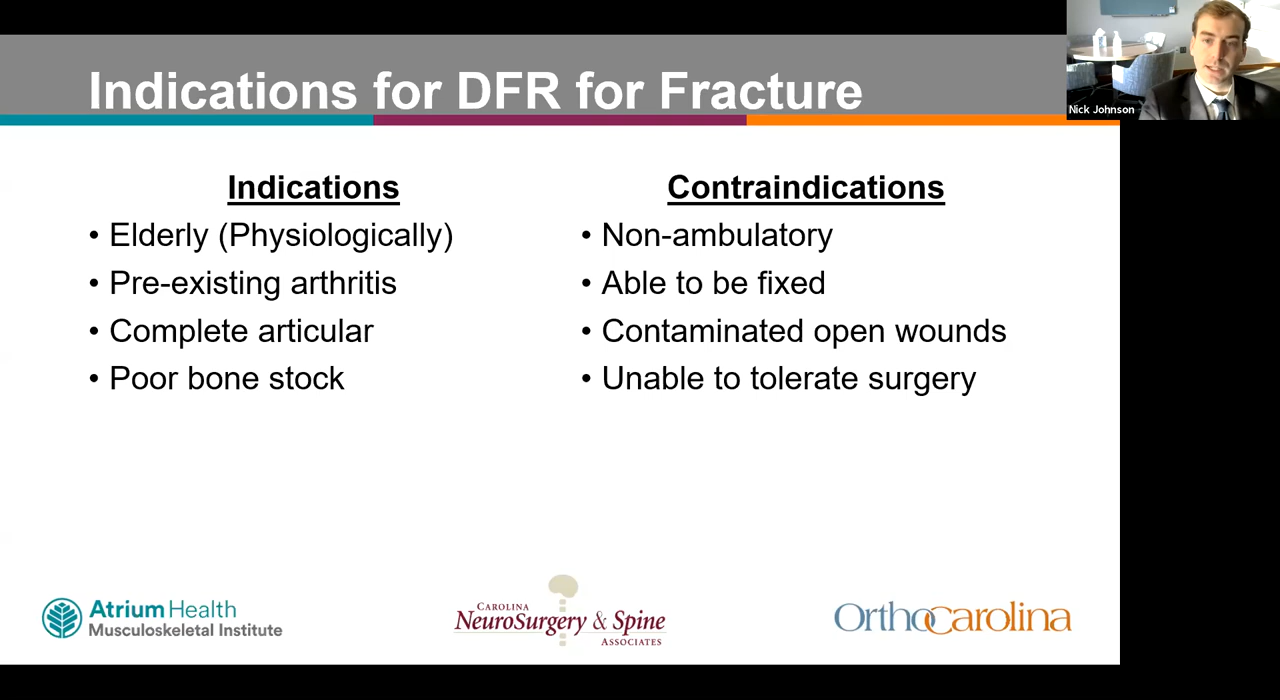 Indications for DFR for Fracture
Nick Johnson
Indications
• Elderly (Physiologically)
• Pre-existing arthritis
• Complete articular
• Poor bone stock
Contraindications
• Non-ambulatory
• Able to be fixed
• Contaminated open wounds
• Unable to tolerate surgery
Atrium Health
Musculoskeletal Institute
Carolina
NeuroSurgery & Spine
Associates
OrthoCarolina